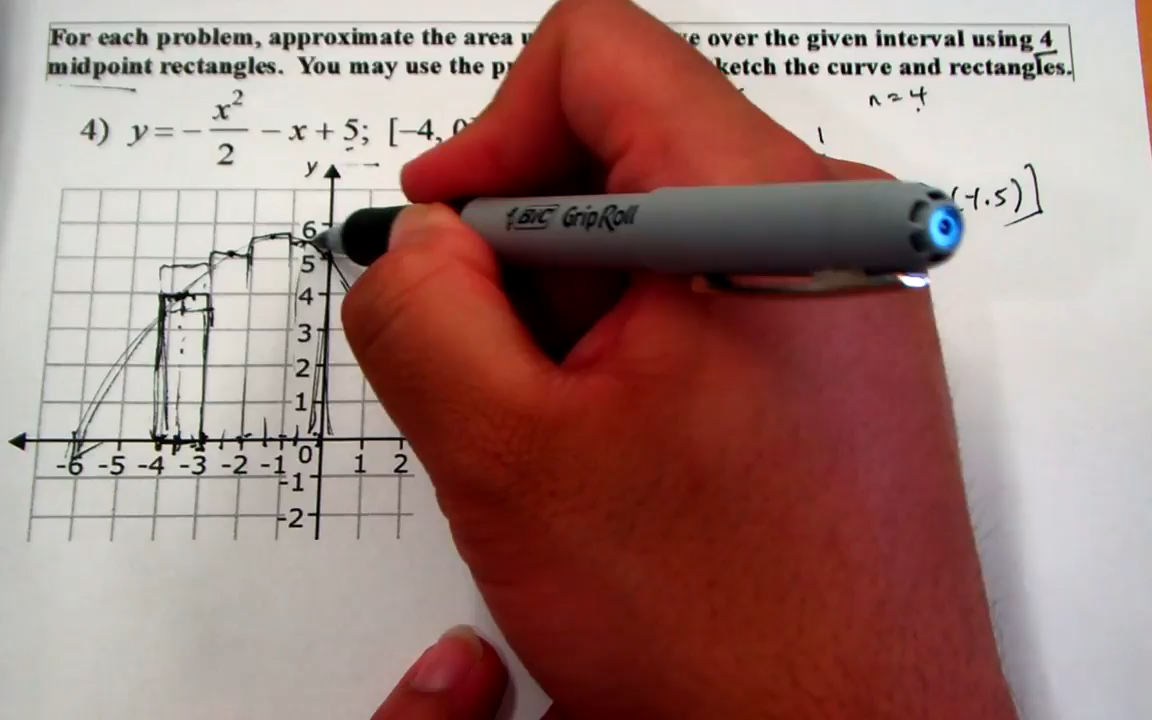 For each problem, approximate the area over the given interval using 4
midpoint rectangles. You may use the ketch the curve and rectangles.
n = 4
4) y = -x²/2 - x + 5; [-4, 0
1
(-1.5)]
BIC Grip Roll
y
6
5
4
3
2
1
-6 -5 -4 -3 -2 -1 0 1 2
-1
-2